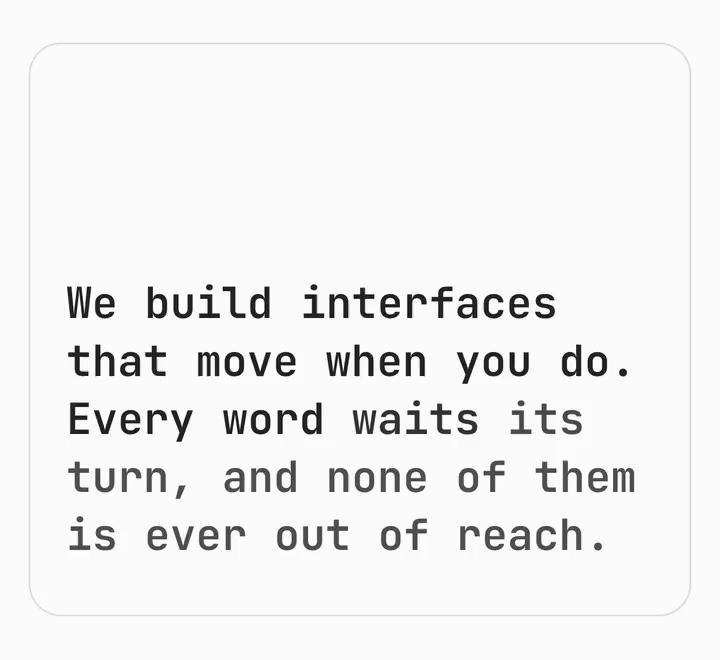 We build interfaces
that move when you do.
Every word waits its
turn, and none of them
is ever out of reach.